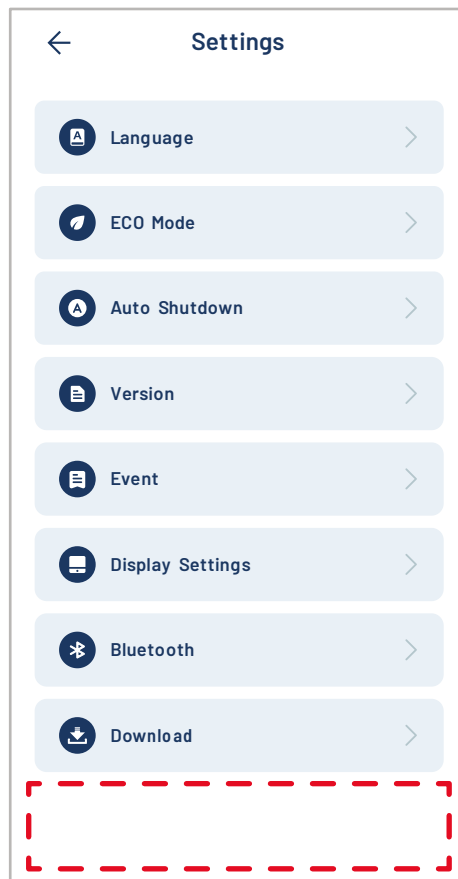 Settings
Language
ECO Mode
Auto Shutdown
Version
Event
Display Settings
Bluetooth
Download